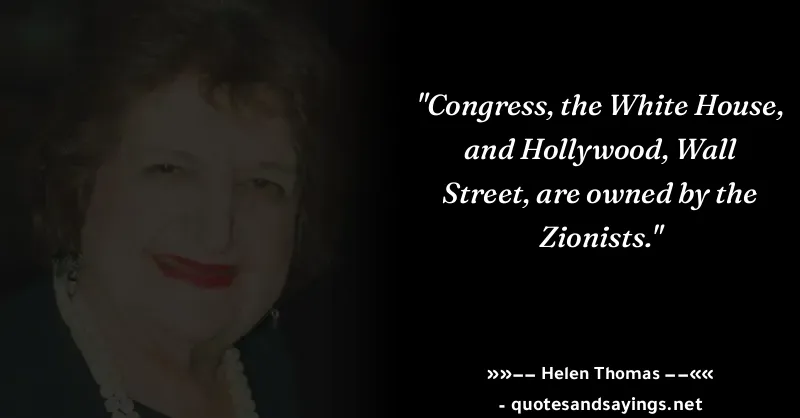 "Congress, the White House,
and Hollywood, Wall
Street, are owned by the
Zionists."
»»−− Helen Thomas −−««
- quotesandsayings.net